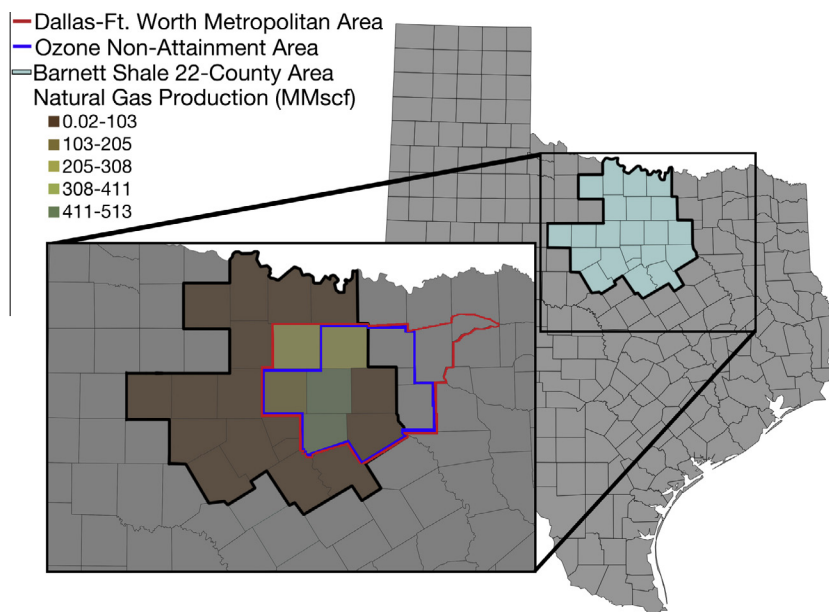 Dallas-Ft. Worth Metropolitan Area
Ozone Non-Attainment Area
Barnett Shale 22-County Area
Natural Gas Production (MMscf)
0.02-103
103-205
205-308
308-411
411-513